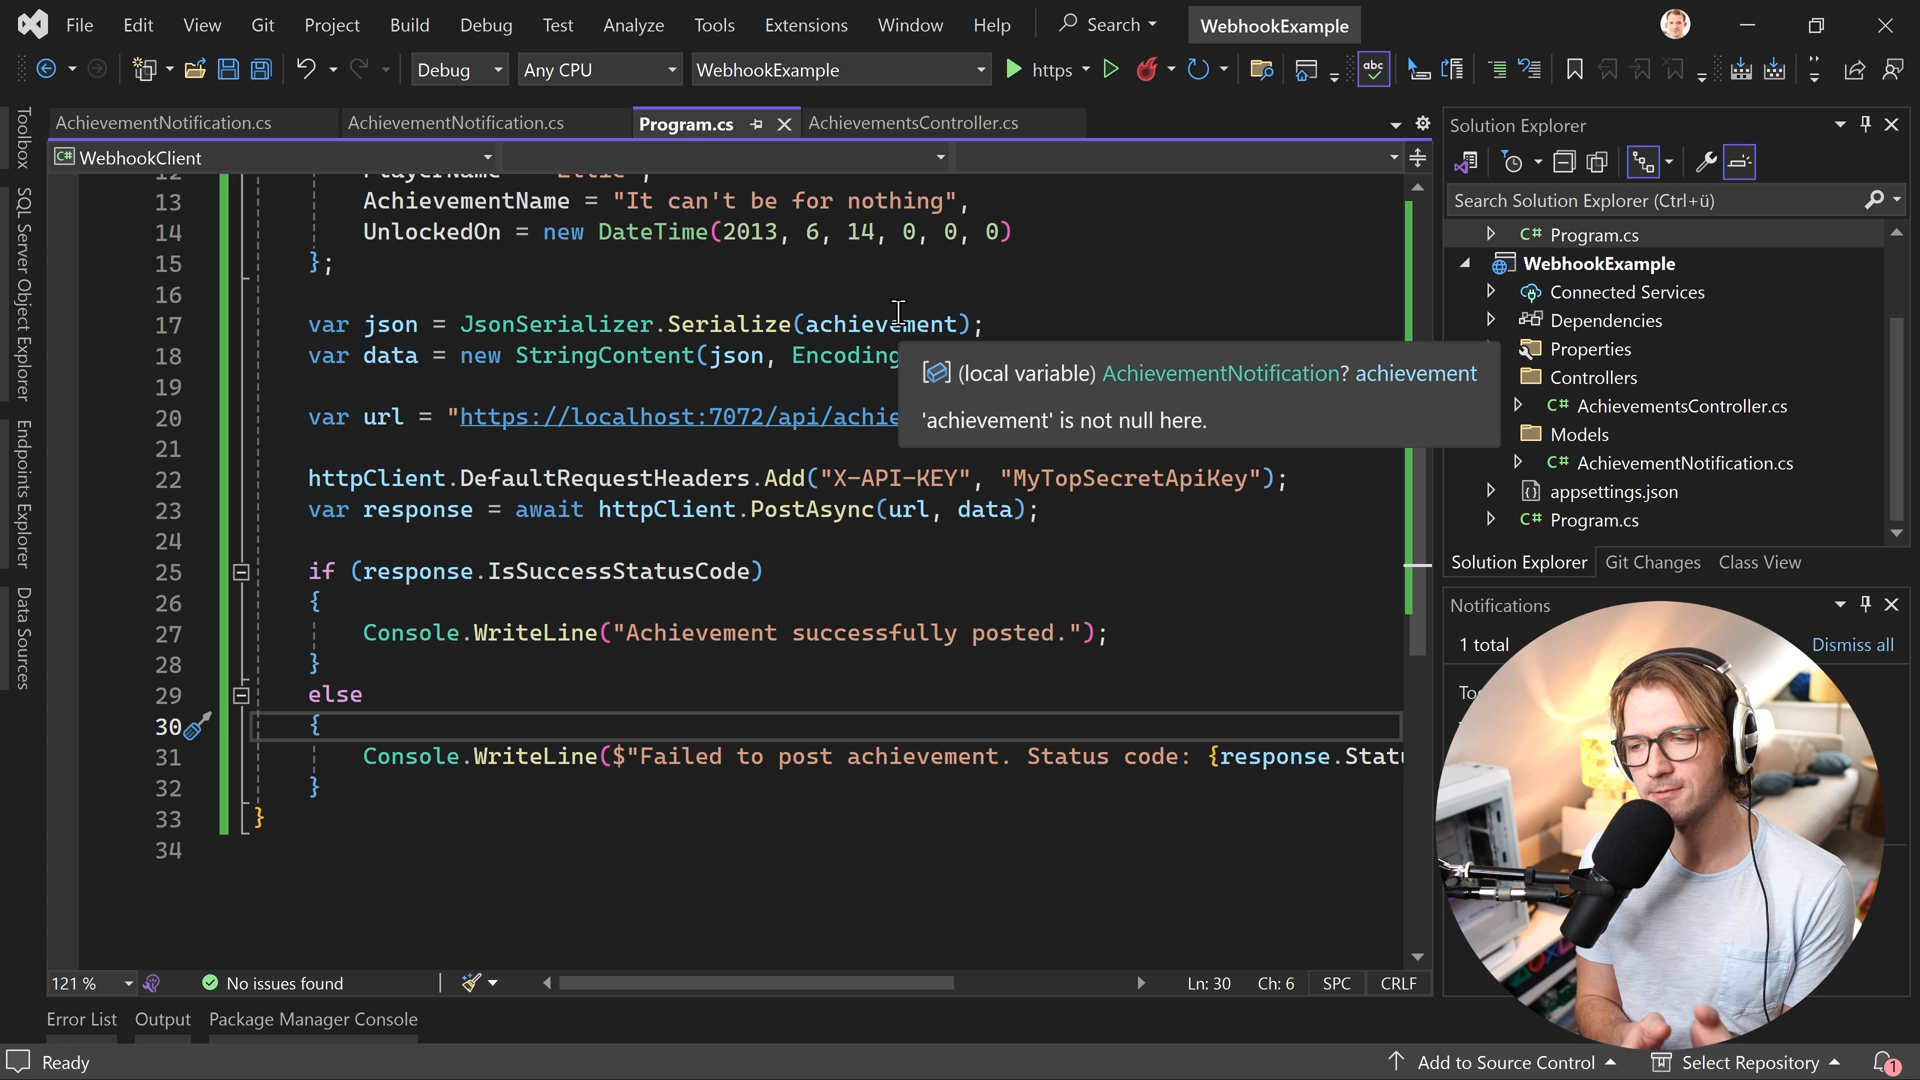 File Edit View Git Project Build Debug Test Analyze Tools Extensions Window Help Search WebhookExample
Debug Any CPU WebhookExample https abc
AchievementNotification.cs AchievementNotification.cs Program.cs AchievementsController.cs
WebhookClient
Toolbox
SQL Server Object Explorer
Endpoints Explorer
Data Sources
12
13 AchievementName = "It can't be for nothing",
14 UnlockedOn = new DateTime(2013, 6, 14, 0, 0, 0)
15 };
16
17 var json = JsonSerializer.Serialize(achievement);
18 var data = new StringContent(json, Encoding
19
20 var url = "https://localhost:7072/api/achie
21
22 httpClient.DefaultRequestHeaders.Add("X-API-KEY", "MyTopSecretApiKey");
23 var response = await httpClient.PostAsync(url, data);
24
25 if (response.IsSuccessStatusCode)
26 {
27 Console.WriteLine("Achievement successfully posted.");
28 }
29 else
30 {
31 Console.WriteLine($"Failed to post achievement. Status code: {response.Statu
32 }
33 }
34
(local variable) AchievementNotification? achievement
'achievement' is not null here.
121 % No issues found Ln: 30 Ch: 6 SPC CRLF
Error List Output Package Manager Console
Solution Explorer
Search Solution Explorer (Ctrl+ü)
C# Program.cs
WebhookExample
Connected Services
Dependencies
Properties
Controllers
C# AchievementsController.cs
Models
C# AchievementNotification.cs
appsettings.json
C# Program.cs
Solution Explorer Git Changes Class View
Notifications
1 total Dismiss all
Ready Add to Source Control Select Repository 1